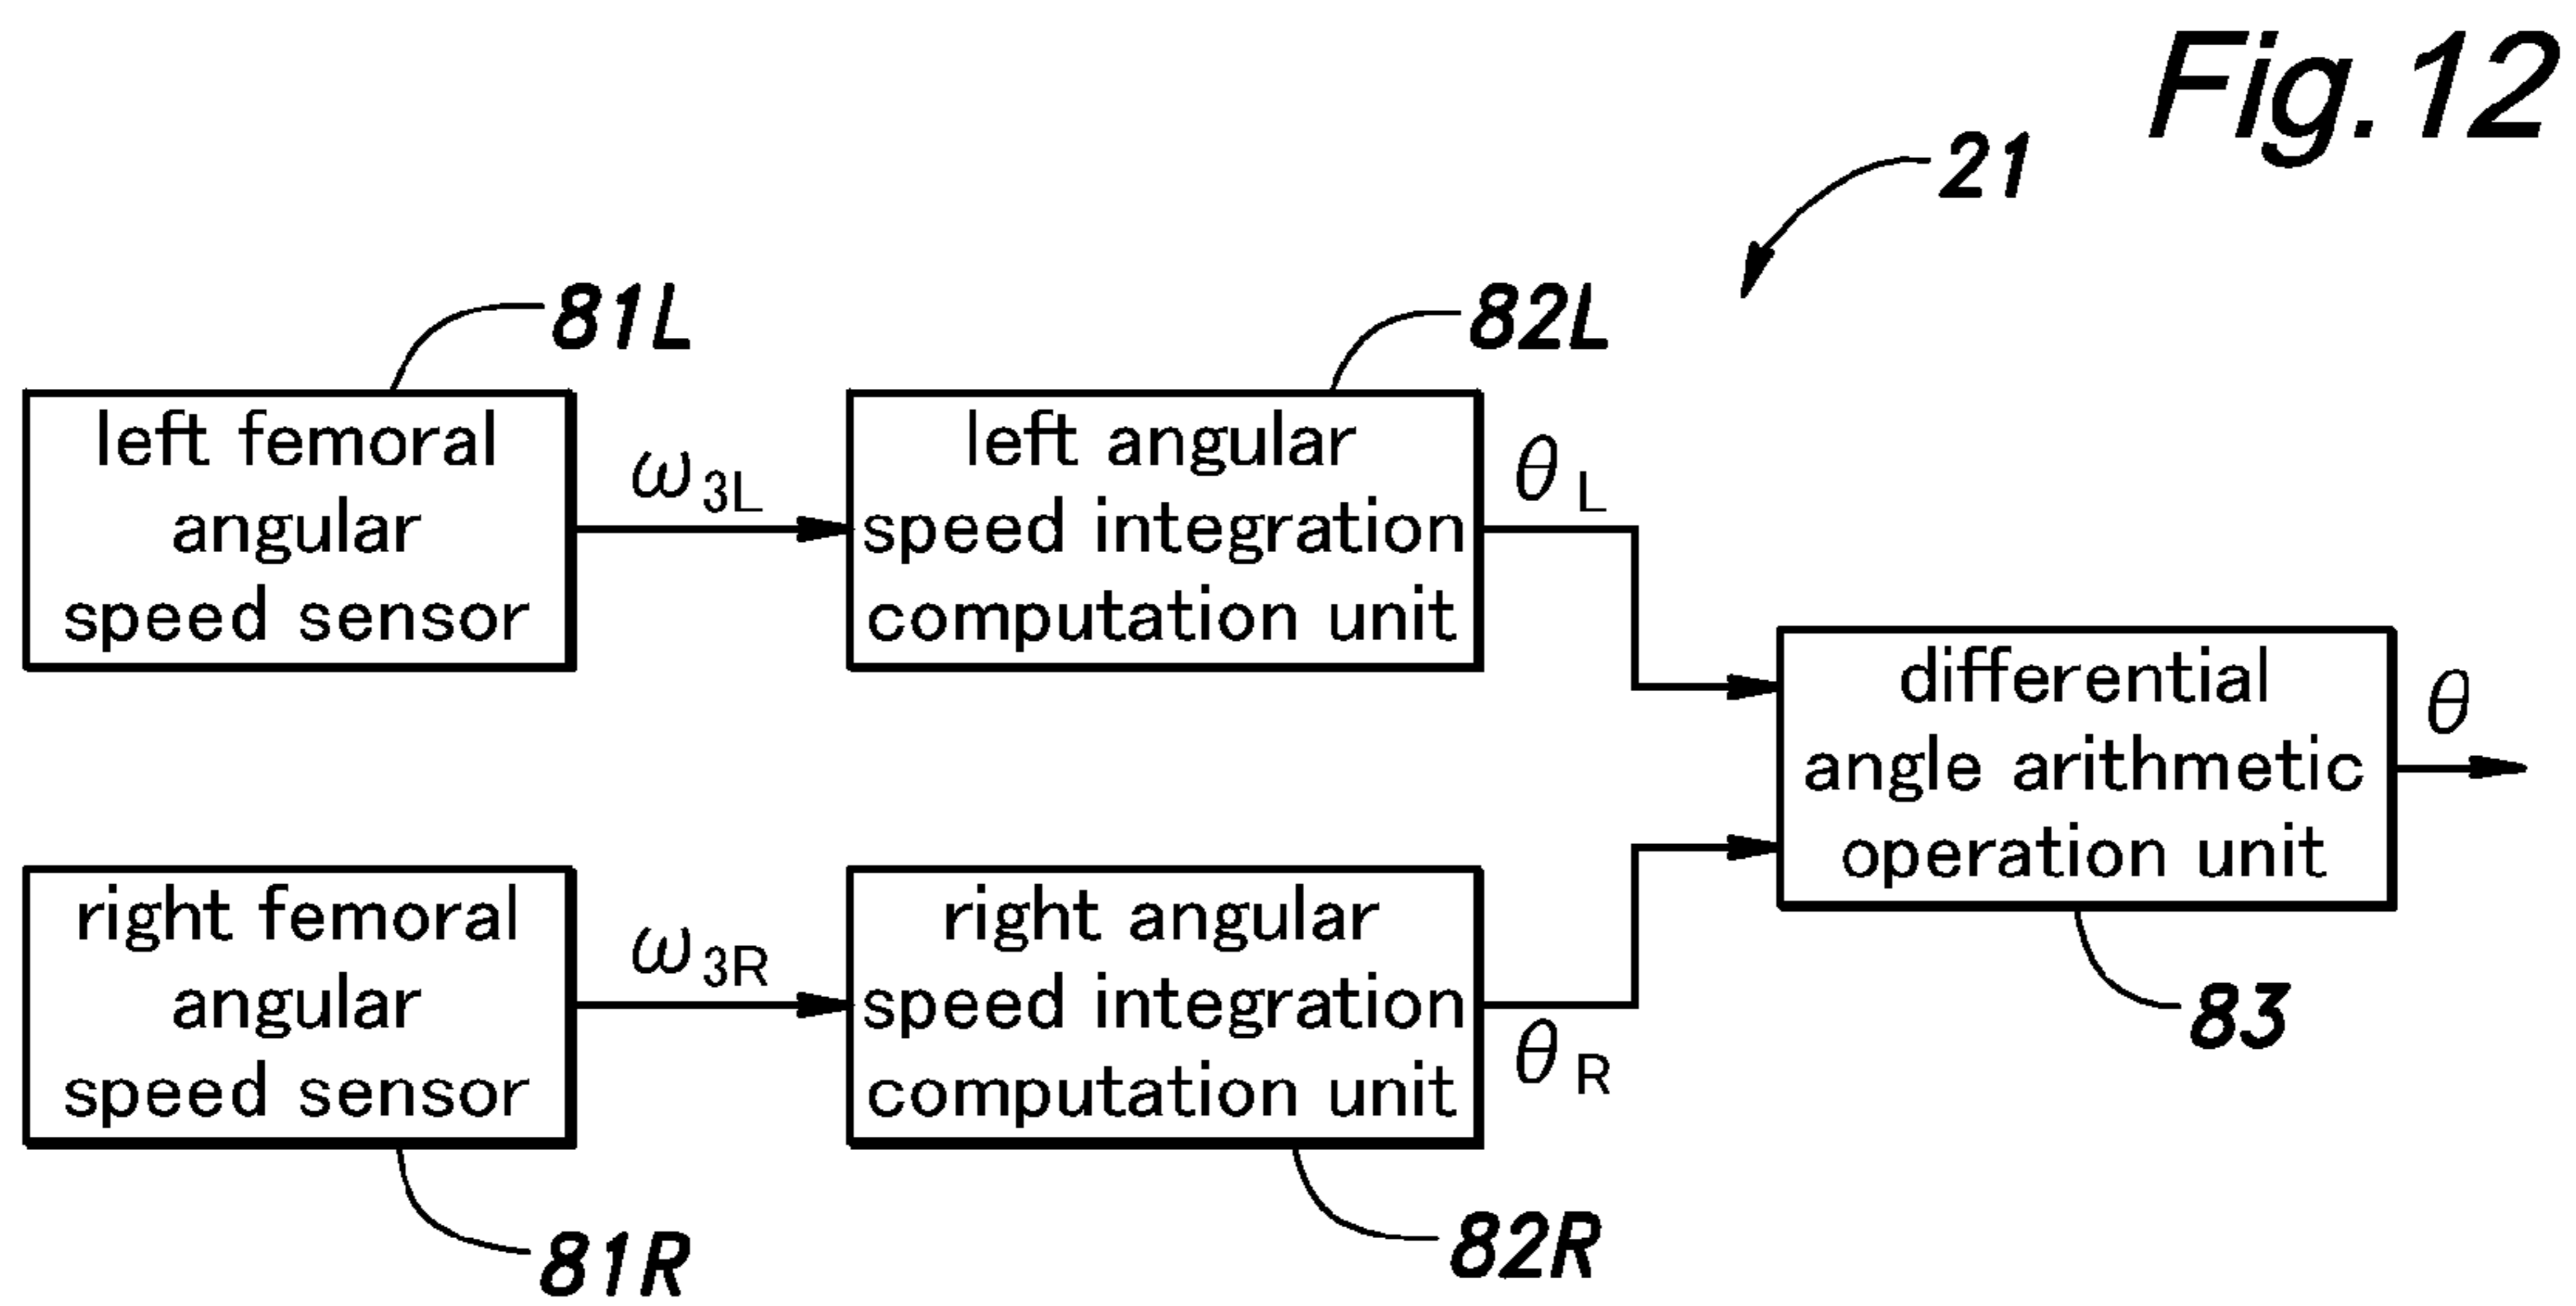 Fig.12
21
81L
82L
left femoral
angular
speed sensor
ω3L
left angular
speed integration
computation unit
θL
differential
angle arithmetic
operation unit
θ
83
right femoral
angular
speed sensor
ω3R
right angular
speed integration
computation unit
θR
81R
82R